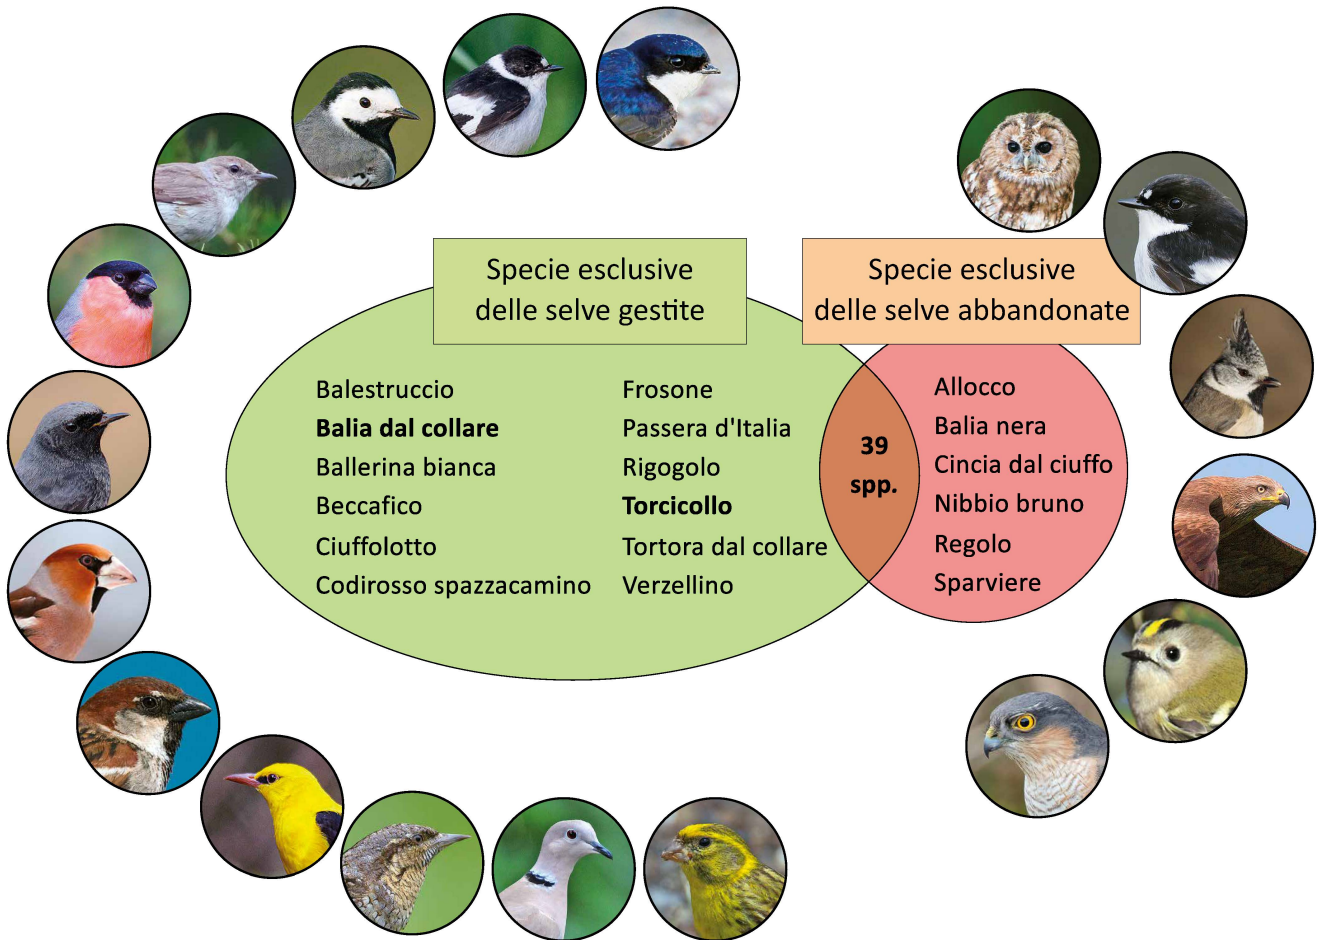 Specie esclusive
delle selve gestite
Specie esclusive
delle selve abbandonate
Balestruccio
Balia dal collare
Ballerina bianca
Beccafico
Ciuffolotto
Codirosso spazzacamino
Frosone
Passera d'Italia
Rigogolo
Torcicollo
Tortora dal collare
Verzellino
39
spp.
Allocco
Balia nera
Cincia dal ciuffo
Nibbio bruno
Regolo
Sparviere